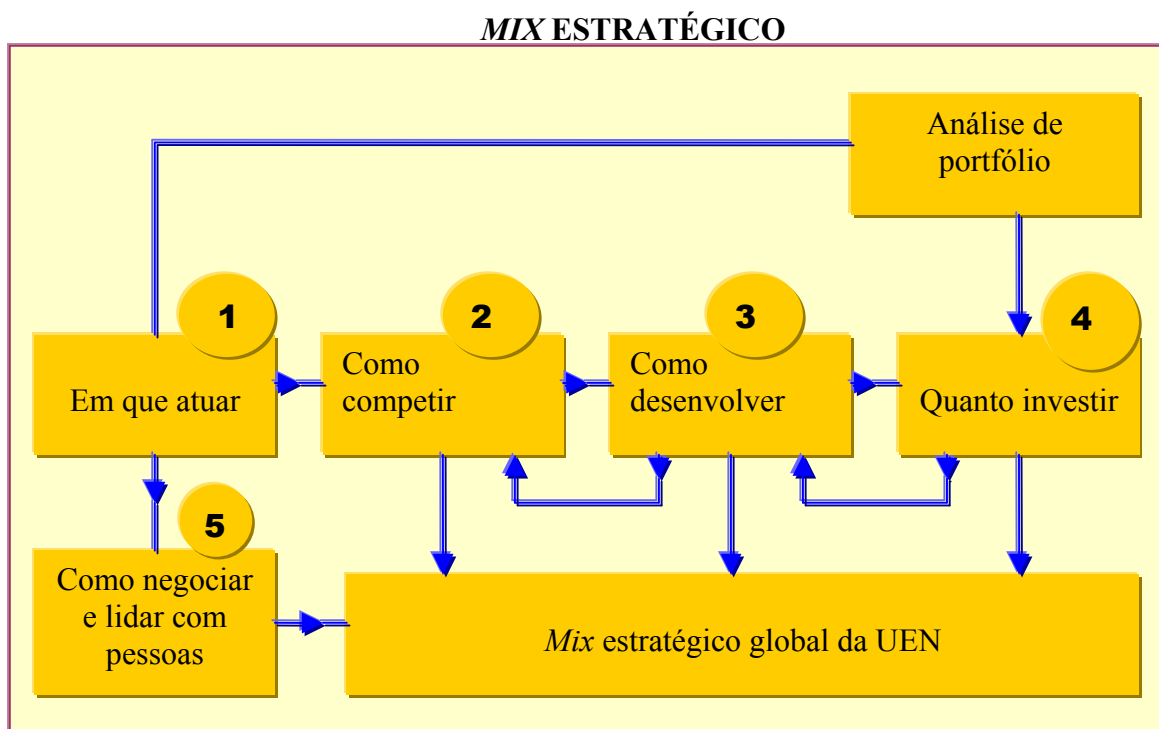 MIX ESTRATÉGICO
Análise de
portfólio
1
Em que atuar
2
Como
competir
3
Como
desenvolver
4
Quanto investir
5
Como negociar
e lidar com
pessoas
Mix estratégico global da UEN